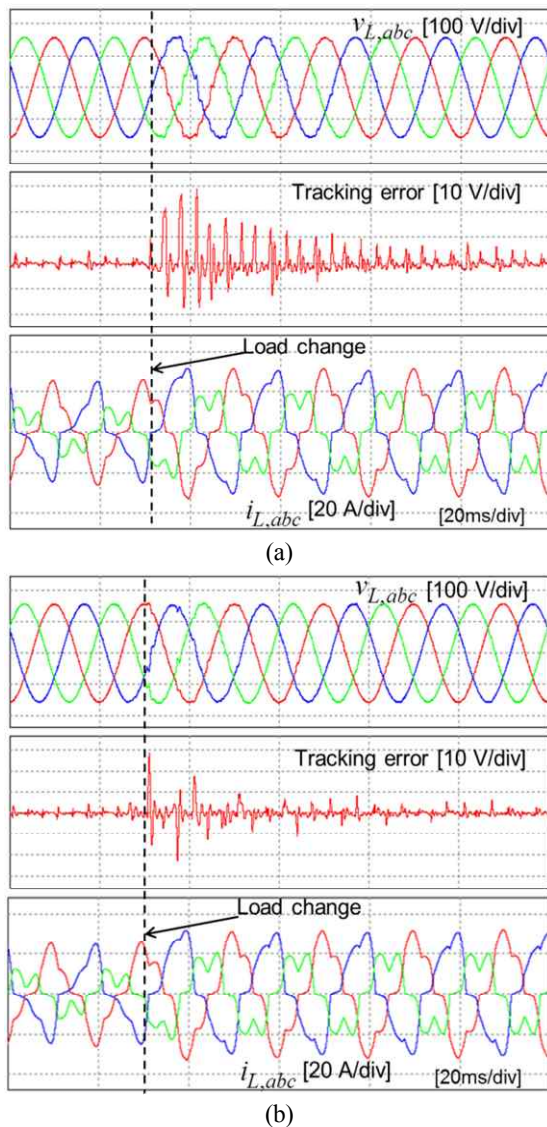 v_{L,abc} [100 V/div]
Tracking error [10 V/div]
Load change
i_{L,abc} [20 A/div] [20ms/div]
(a)
v_{L,abc} [100 V/div]
Tracking error [10 V/div]
Load change
i_{L,abc} [20 A/div] [20ms/div]
(b)